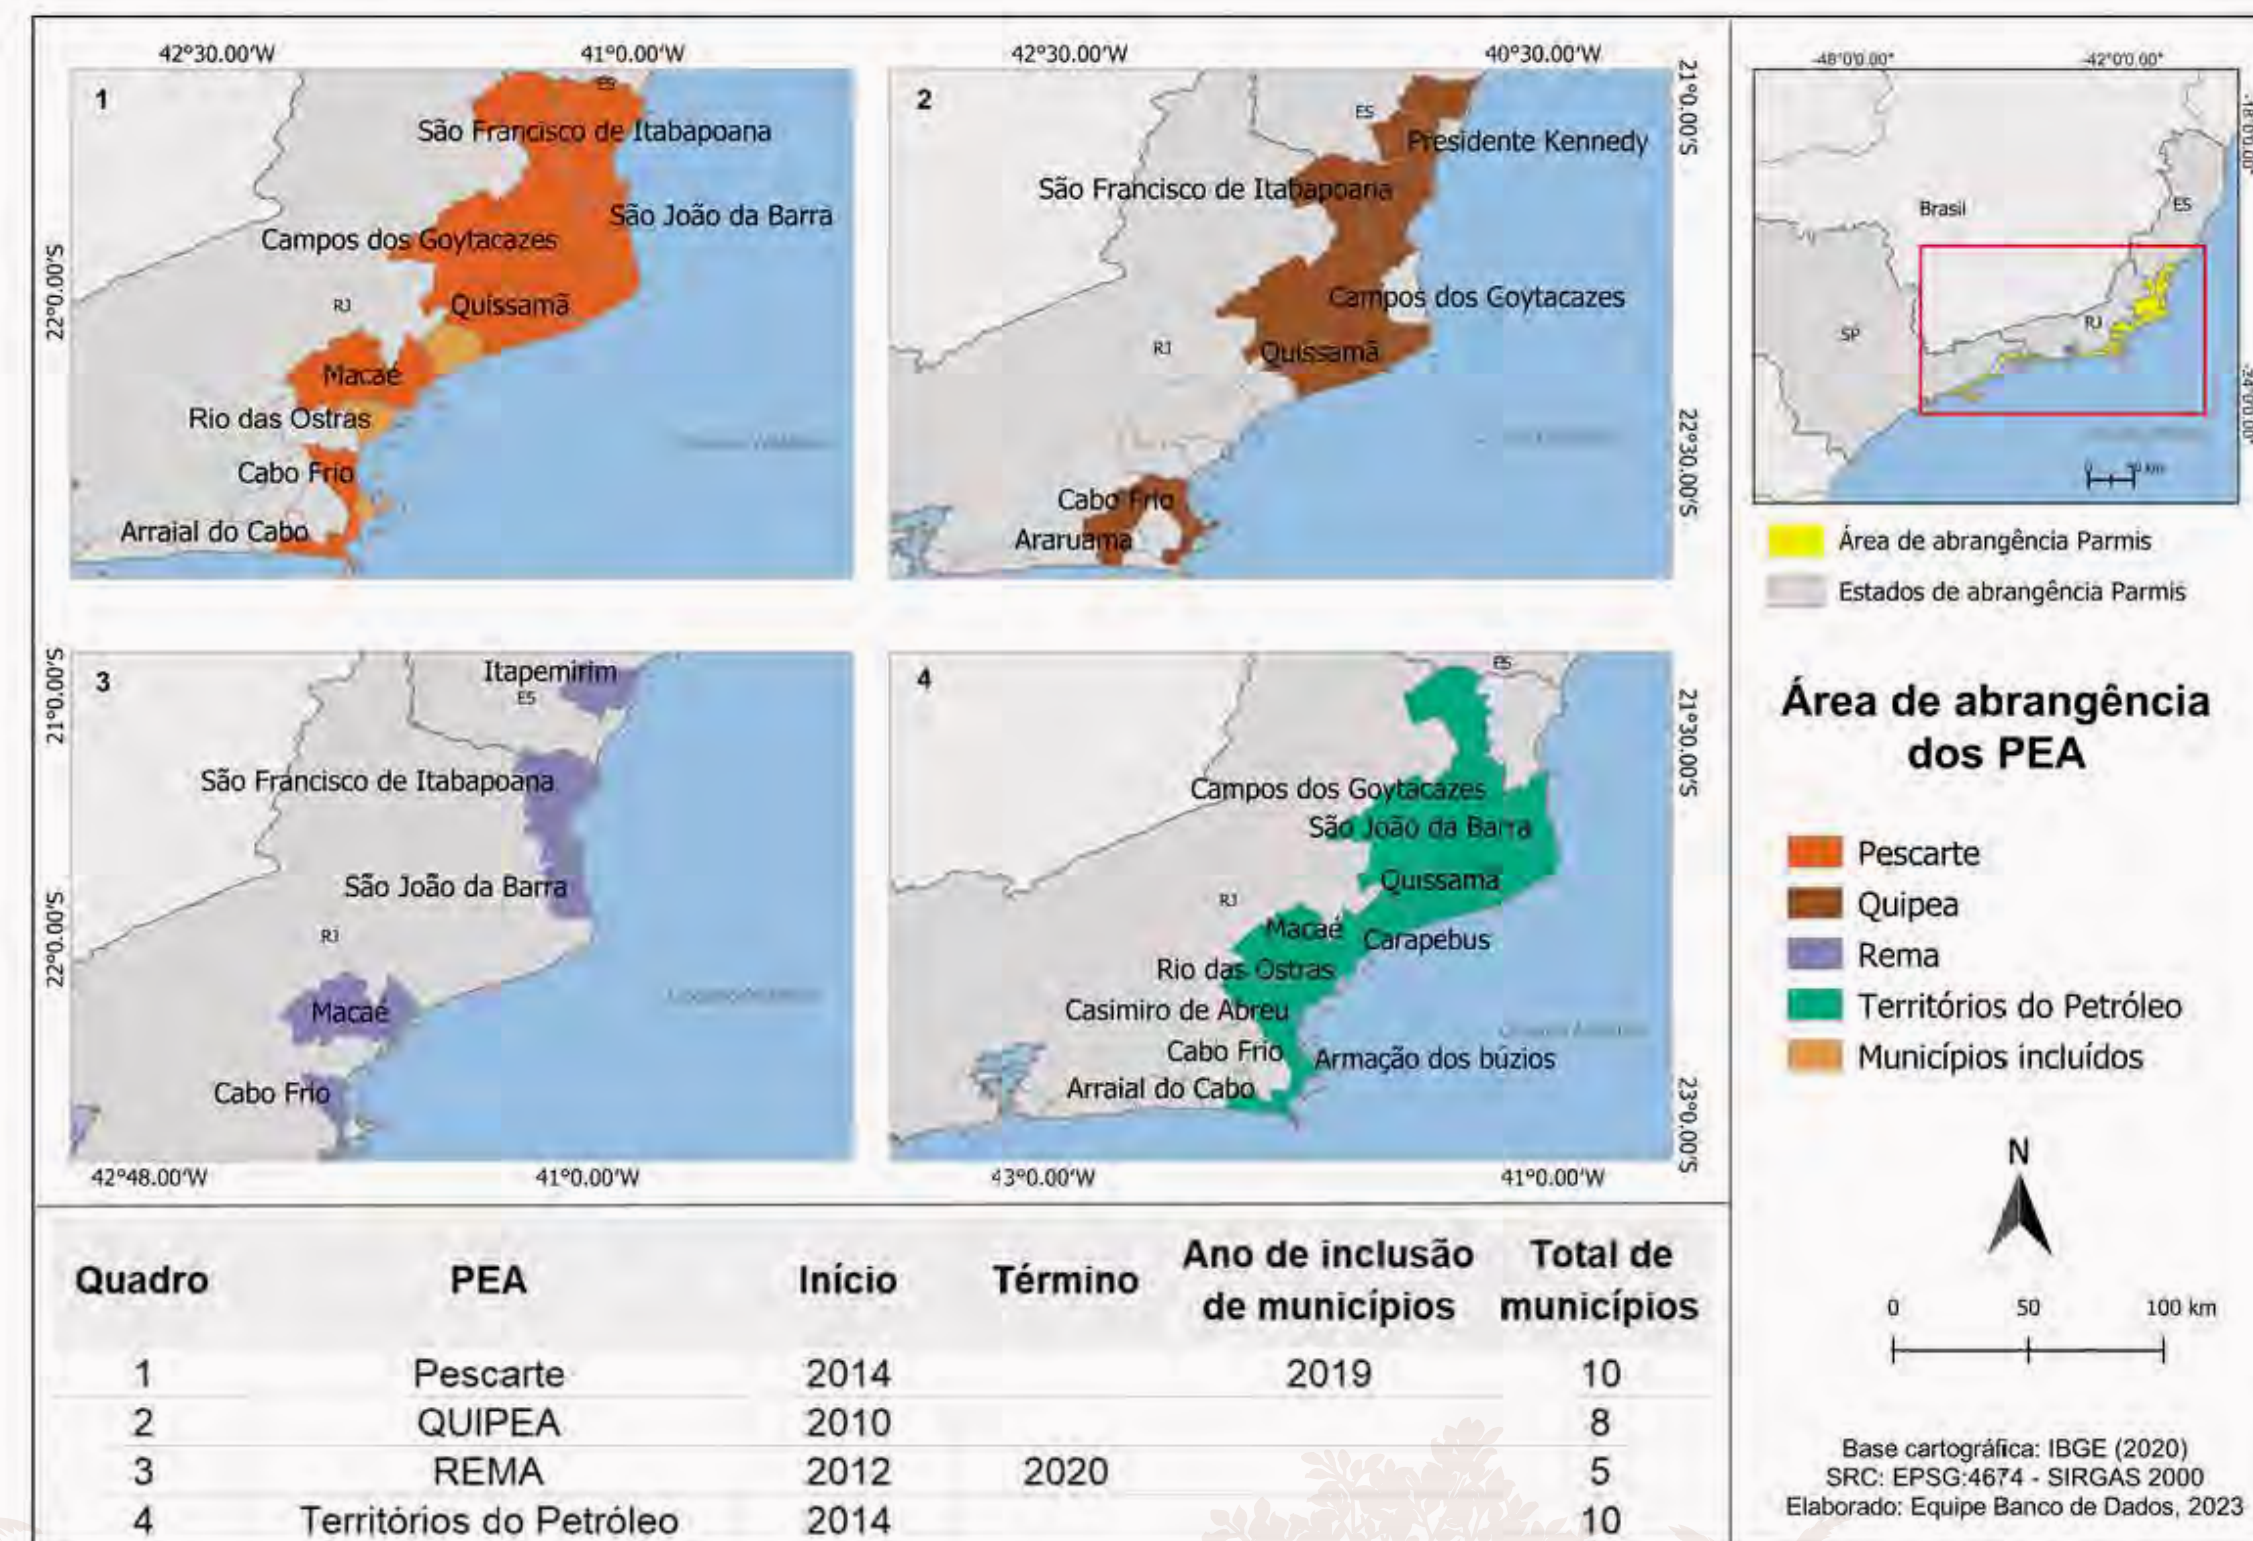 42°30.00'W
41°0.00'W
22°0.00'S
1
ES
São Francisco de Itabapoana
São João da Barra
Campos dos Goytacazes
RJ
Quissamã
Macaé
Rio das Ostras
Cabo Frio
Arraial do Cabo
42°30.00'W
40°30.00'W
21°0.00'S
22°30.00'S
2
ES
Presidente Kennedy
São Francisco de Itabapoana
Campos dos Goytacazes
RJ
Quissamã
Cabo Frio
Araruama
21°0.00'S
22°0.00'S
3
Itapemirim
ES
São Francisco de Itabapoana
São João da Barra
RJ
Macaé
Cabo Frio
42°48.00'W
41°0.00'W
4
ES
21°30.00'S
23°0.00'S
Campos dos Goytacazes
São João da Barra
Quissama
RJ
Macaé
Carapebus
Rio das Ostras
Casimiro de Abreu
Cabo Frio
Armação dos búzios
Arraial do Cabo
43°0.00'W
41°0.00'W
-48°0.00°
-42°0.00°
-18°0.00°
Brasil
ES
RJ
SP
Área de abrangência Parmis
Estados de abrangência Parmis
Área de abrangência
dos PEA
Pescarte
Quipea
Rema
Territórios do Petróleo
Municípios incluídos
N
0 50 100 km
Base cartográfica: IBGE (2020)
SRC: EPSG:4674 - SIRGAS 2000
Elaborado: Equipe Banco de Dados, 2023
Quadro PEA Início Término Ano de inclusão de municípios Total de municípios
1 Pescarte 2014 2019 10
2 QUIPEA 2010 8
3 REMA 2012 2020 5
4 Territórios do Petróleo 2014 10